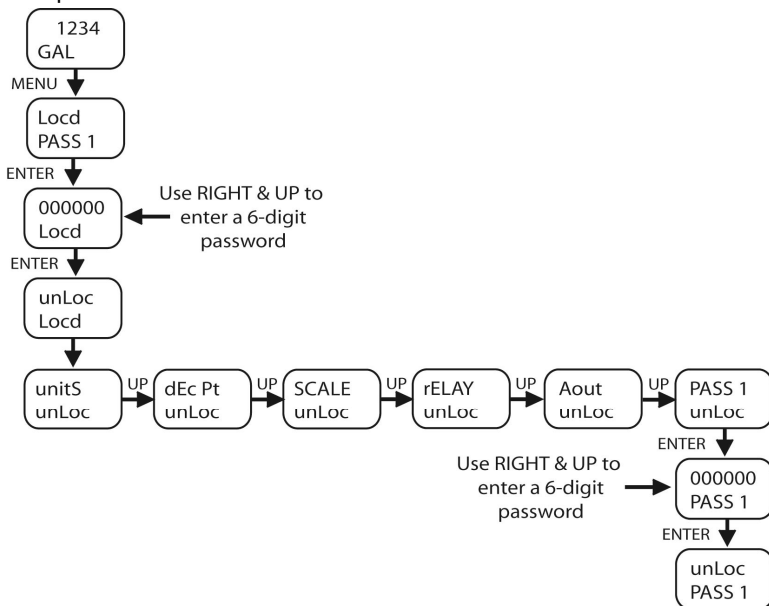 1234
GAL
MENU
Locd
PASS 1
ENTER
000000
Locd
Use RIGHT & UP to
enter a 6-digit
password
ENTER
unLoc
Locd
unitS
unLoc
UP
dEc Pt
unLoc
UP
SCALE
unLoc
UP
rELAY
unLoc
UP
Aout
unLoc
UP
PASS 1
unLoc
ENTER
Use RIGHT & UP to
enter a 6-digit
password
000000
PASS 1
ENTER
unLoc
PASS 1